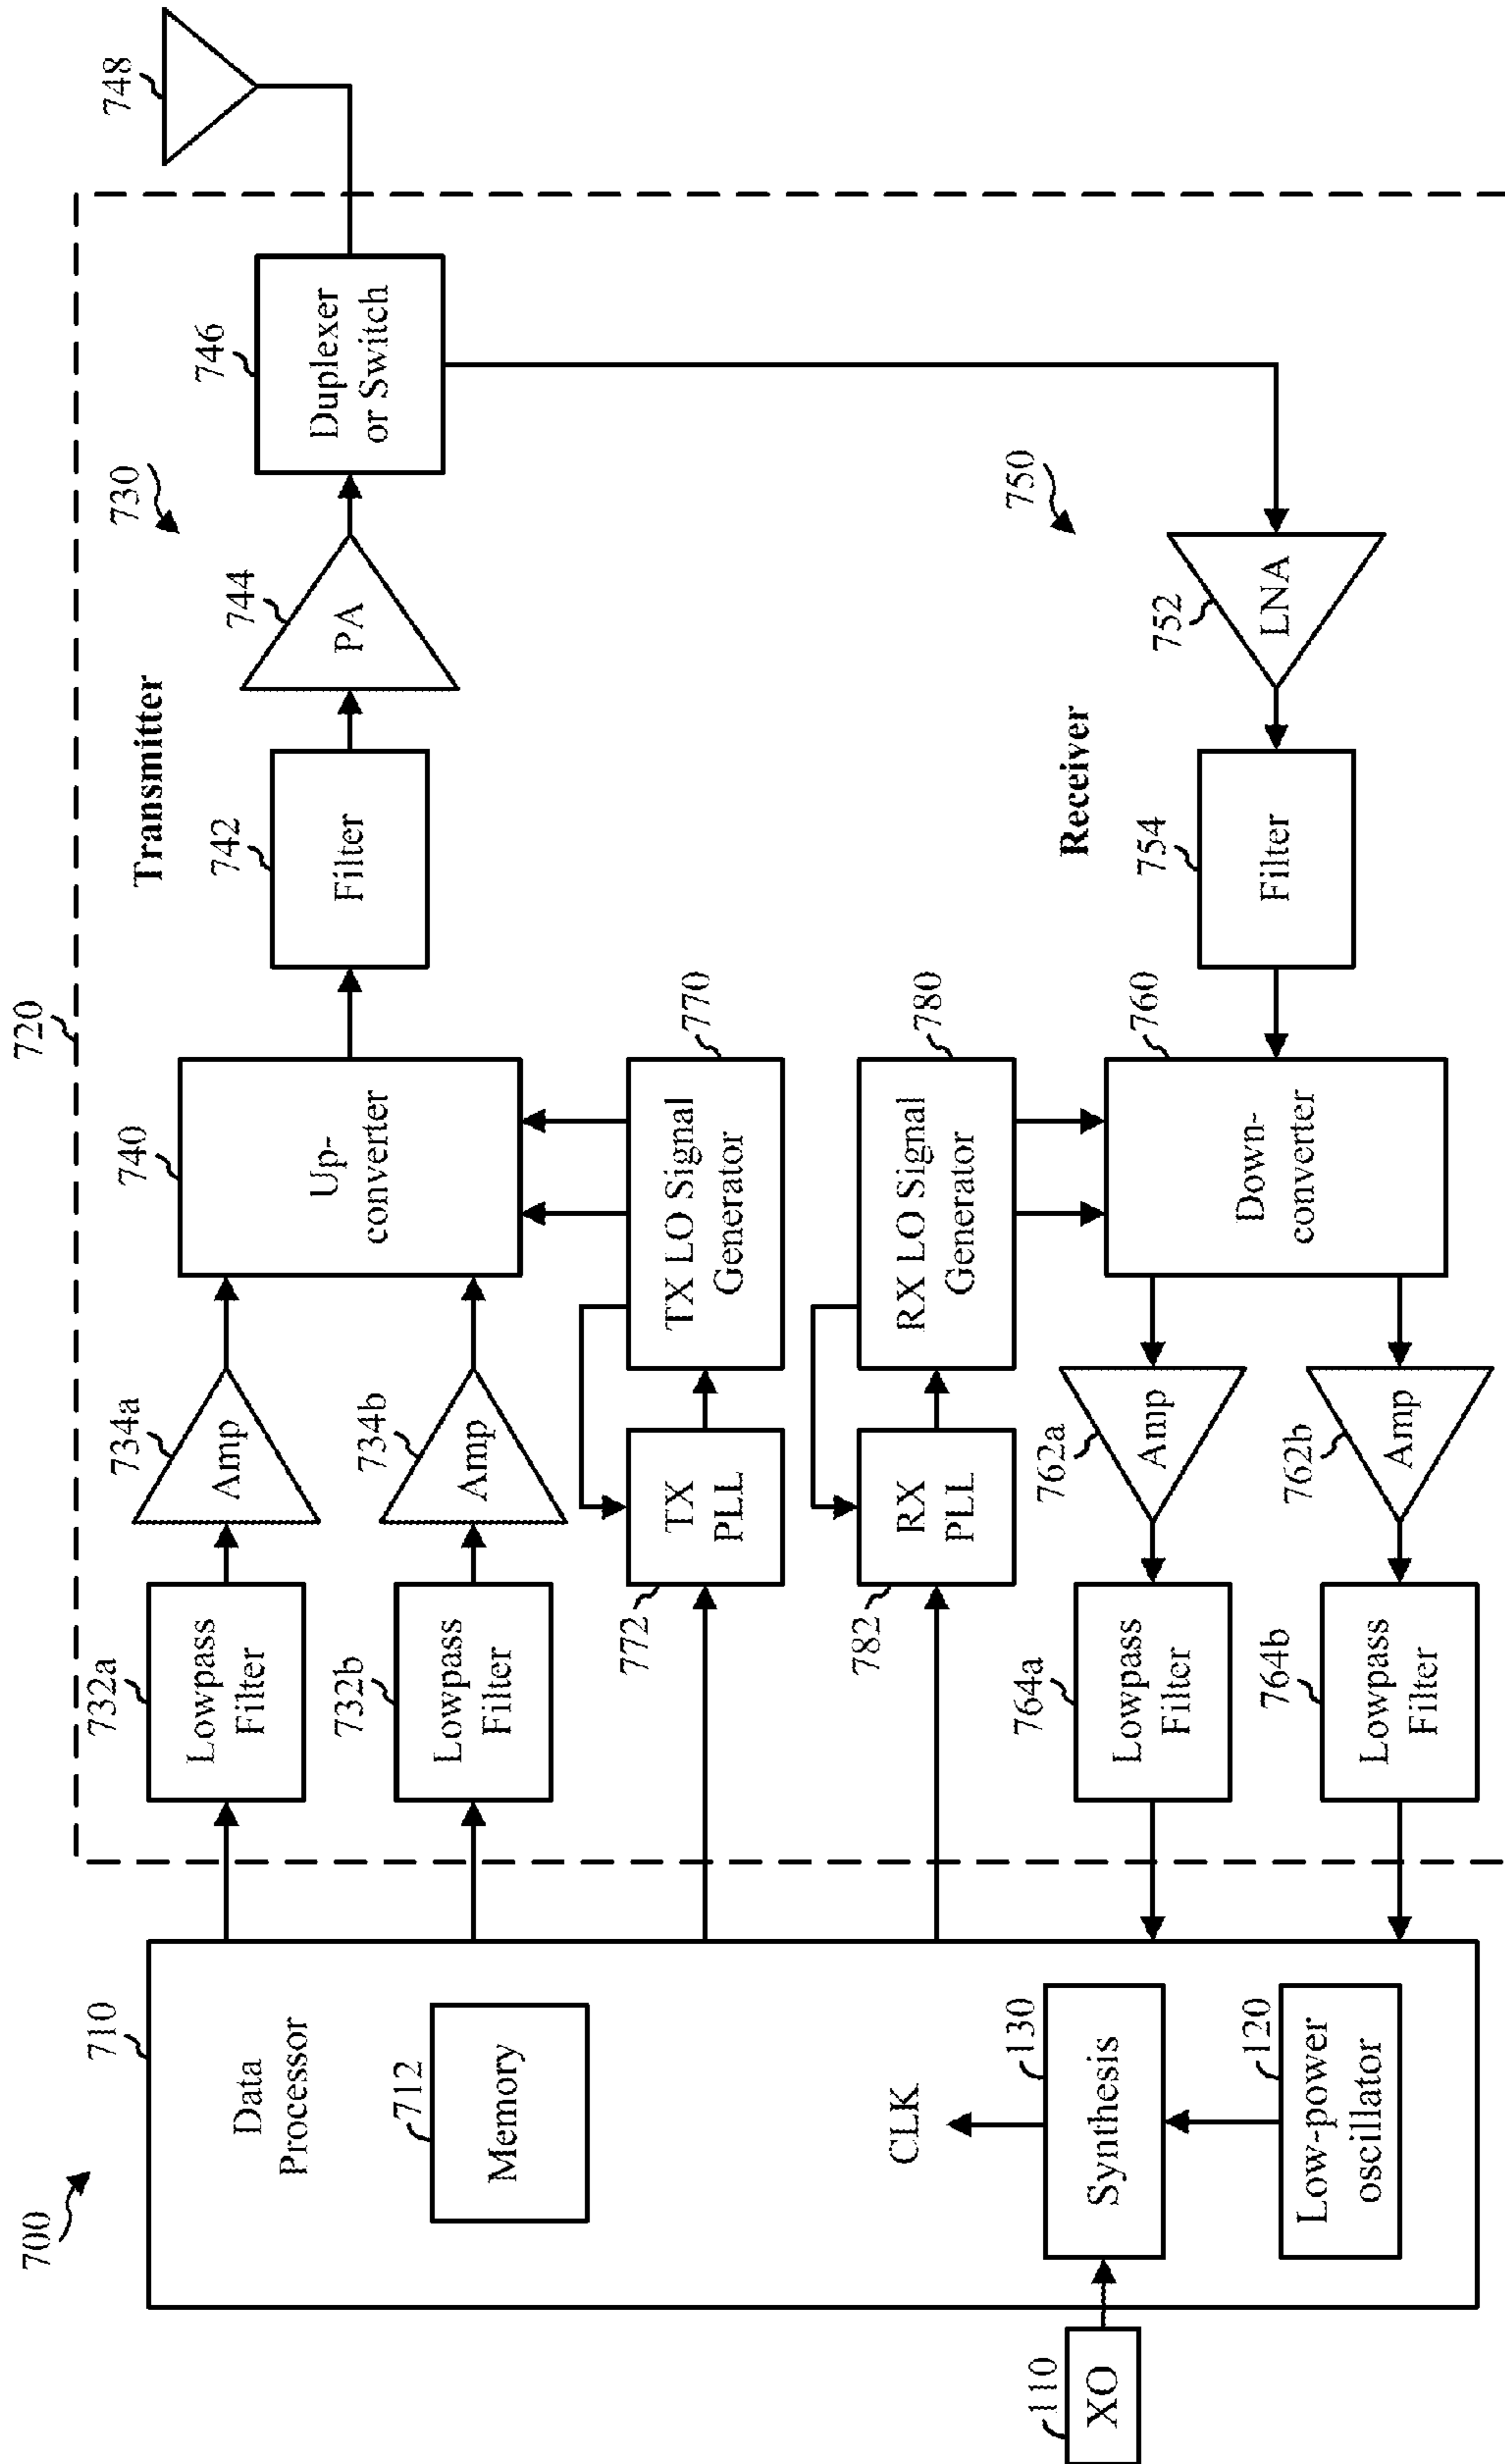 700
710
Data
Processor
712
Memory
CLK
130
Synthesis
120
Low-power
oscillator
110
XO
720
Transmitter
730
732a
Lowpass
Filter
734a
Amp
732b
Lowpass
Filter
734b
Amp
740
Up-
converter
742
Filter
744
PA
746
Duplexer
or Switch
748
772
TX
PLL
770
TX LO Signal
Generator
782
RX
PLL
780
RX LO Signal
Generator
Receiver
750
764a
Lowpass
Filter
762a
Amp
764b
Lowpass
Filter
762b
Amp
760
Down-
converter
754
Filter
752
LNA